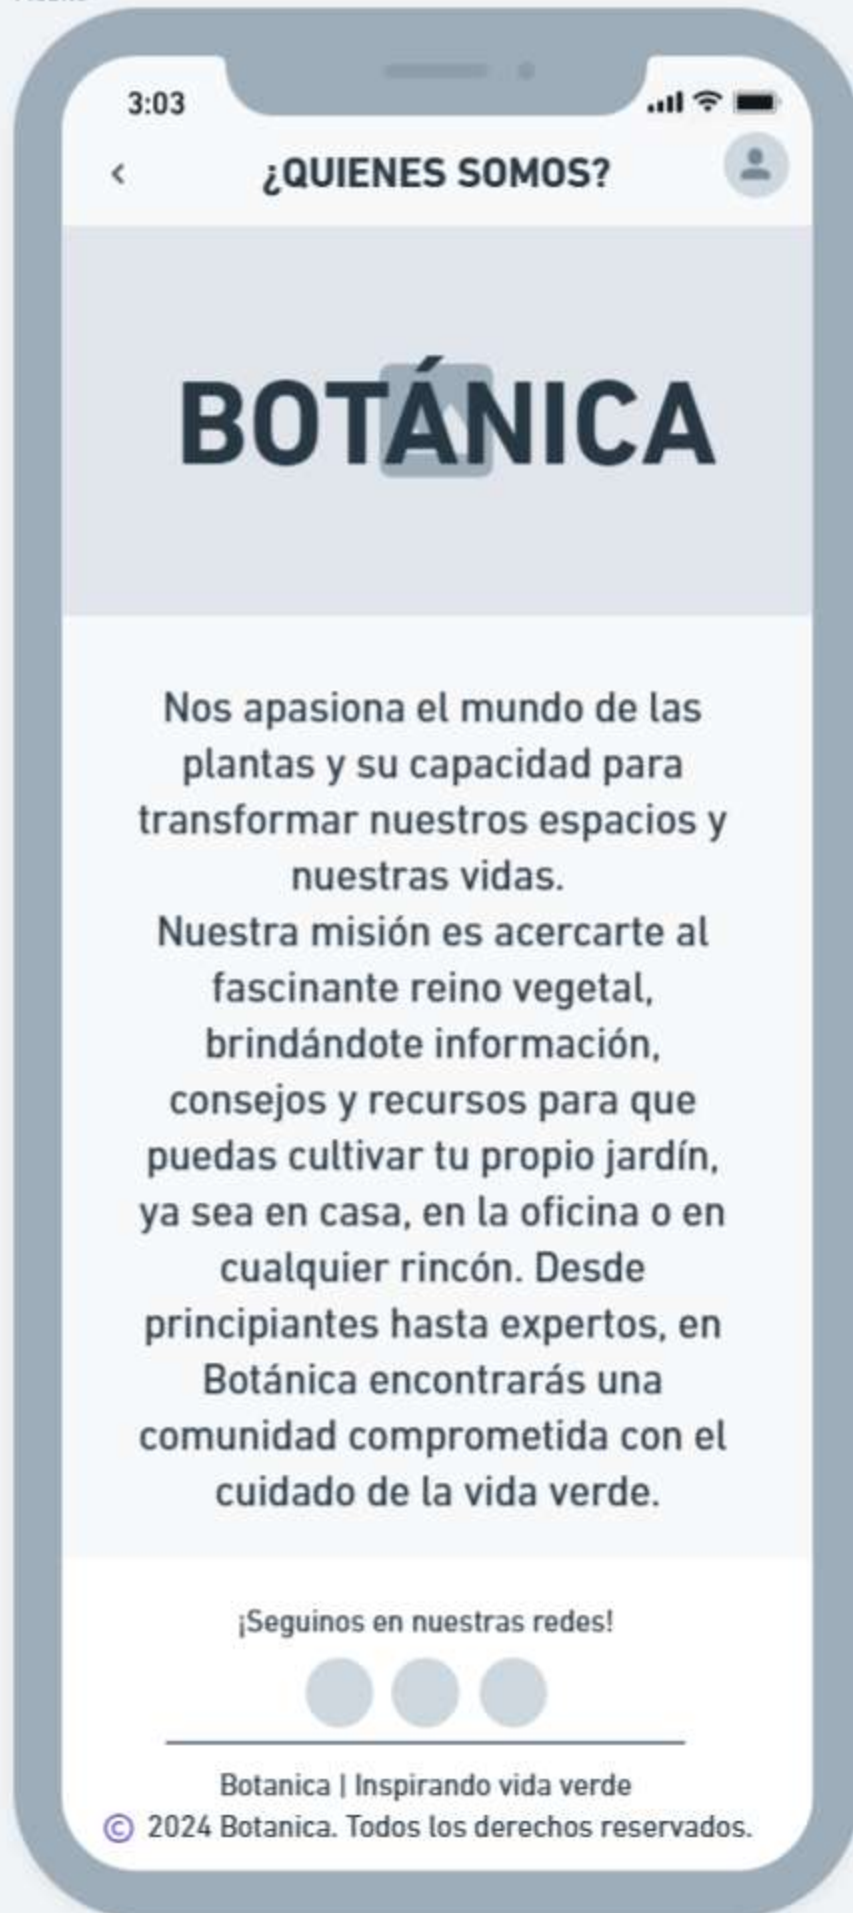 3:03
¿QUIENES SOMOS?
BOTÁNICA
Nos apasiona el mundo de las
plantas y su capacidad para
transformar nuestros espacios y
nuestras vidas.
Nuestra misión es acercarte al
fascinante reino vegetal,
brindándote información,
consejos y recursos para que
puedas cultivar tu propio jardín,
ya sea en casa, en la oficina o en
cualquier rincón. Desde
principiantes hasta expertos, en
Botánica encontrarás una
comunidad comprometida con el
cuidado de la vida verde.
¡Seguinos en nuestras redes!
Botanica | Inspirando vida verde
© 2024 Botanica. Todos los derechos reservados.